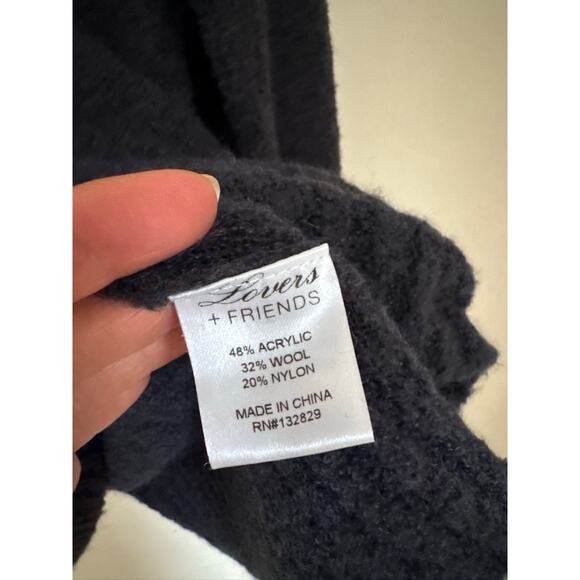 Lovers
+ FRIENDS
48% ACRYLIC
32% WOOL
20% NYLON
MADE IN CHINA
RN#132829